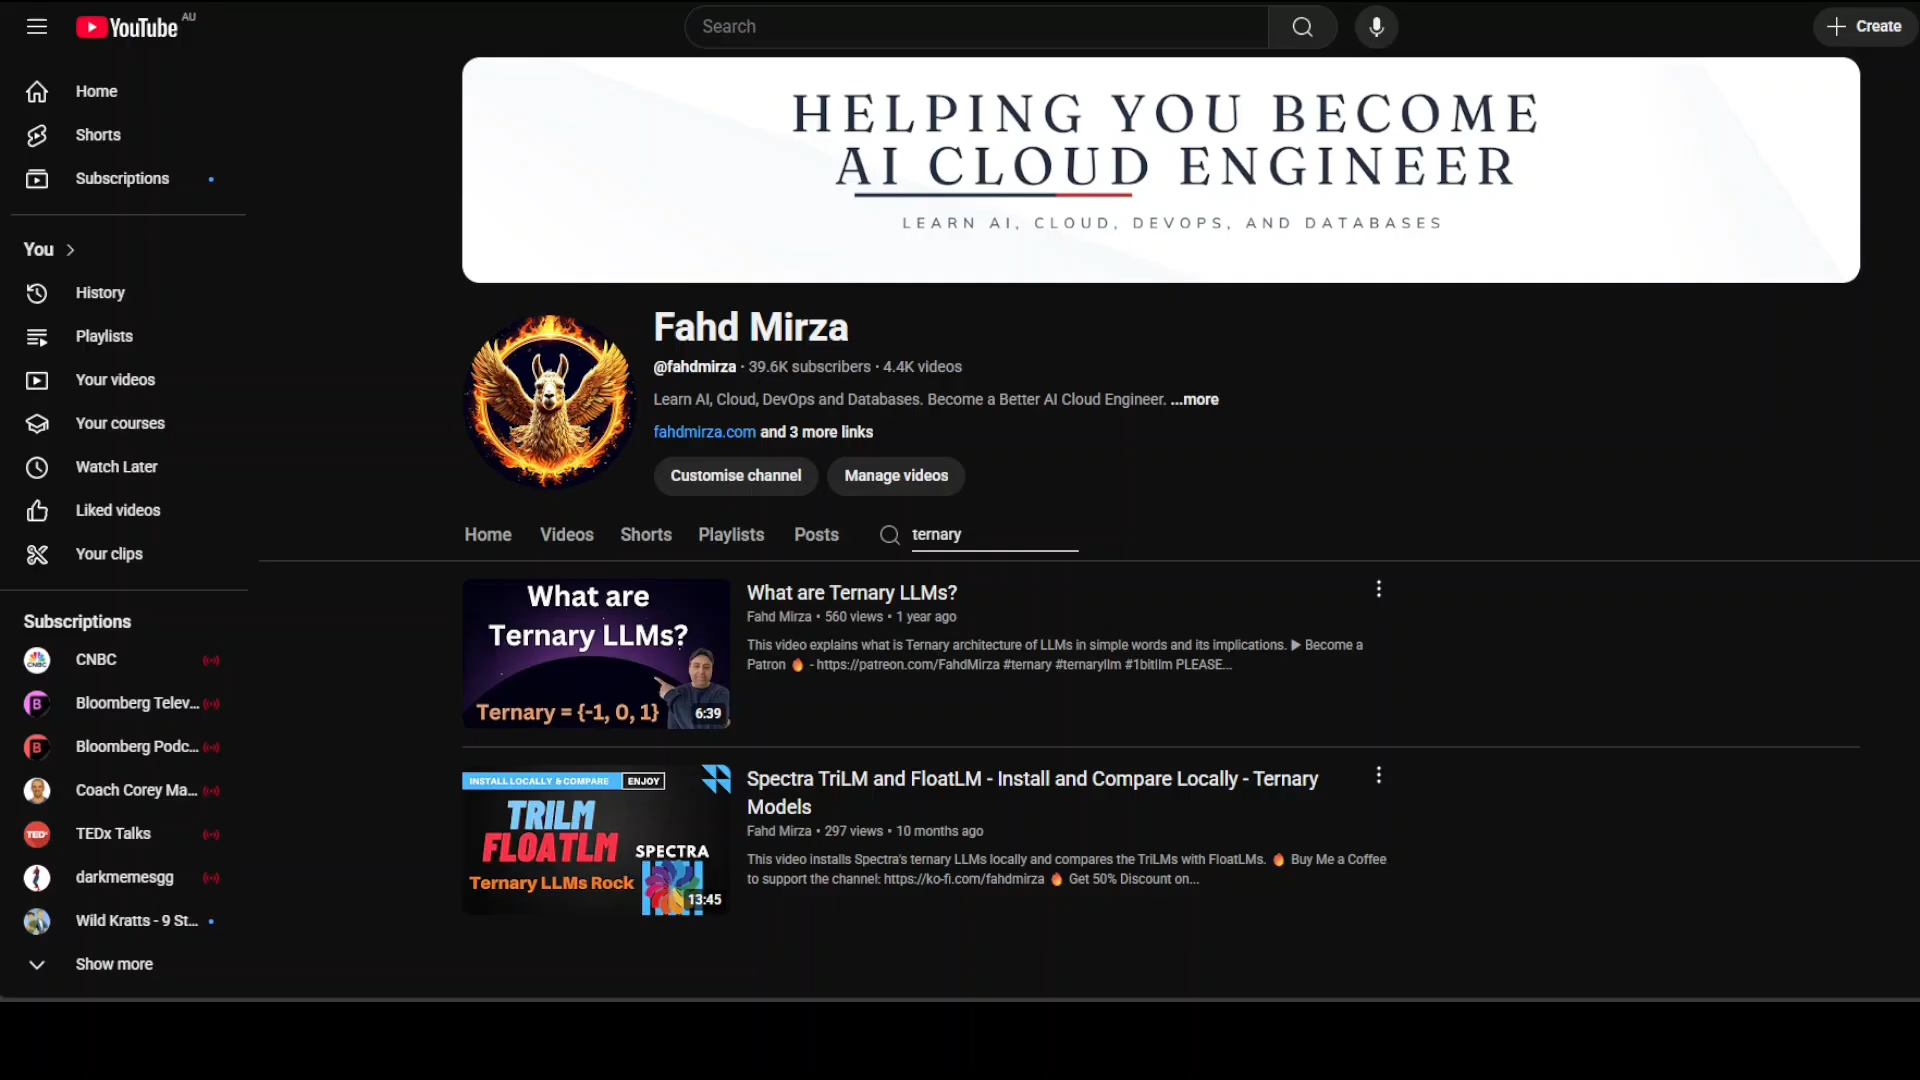 YouTube AU
Search
Create
Home
Shorts
Subscriptions
You
History
Playlists
Your videos
Your courses
Watch Later
Liked videos
Your clips
Subscriptions
CNBC
Bloomberg Telev...
Bloomberg Podc...
Coach Corey Ma...
TEDx Talks
darkmemesgg
Wild Kratts - 9 St...
Show more
HELPING YOU BECOME
AI CLOUD ENGINEER
LEARN AI, CLOUD, DEVOPS, AND DATABASES
Fahd Mirza
@fahdmirza · 39.6K subscribers · 4.4K videos
Learn AI, Cloud, DevOps and Databases. Become a Better AI Cloud Engineer. ...more
fahdmirza.com and 3 more links
Customise channel Manage videos
Home Videos Shorts Playlists Posts ternary
What are
Ternary LLMs?
Ternary = {-1, 0, 1}
6:39
What are Ternary LLMs?
Fahd Mirza • 560 views • 1 year ago
This video explains what is Ternary architecture of LLMs in simple words and its implications. ▶ Become a
Patron 🔥 - https://patreon.com/FahdMirza #ternary #ternaryllm #1bitllm PLEASE...
INSTALL LOCALLY & COMPARE ENJOY
TRILM
FLOATLM
SPECTRA
Ternary LLMs Rock
13:45
Spectra TriLM and FloatLM - Install and Compare Locally - Ternary
Models
Fahd Mirza • 297 views • 10 months ago
This video installs Spectra's ternary LLMs locally and compares the TriLMs with FloatLMs. 🔥 Buy Me a Coffee
to support the channel: https://ko-fi.com/fahdmirza 🔥 Get 50% Discount on...